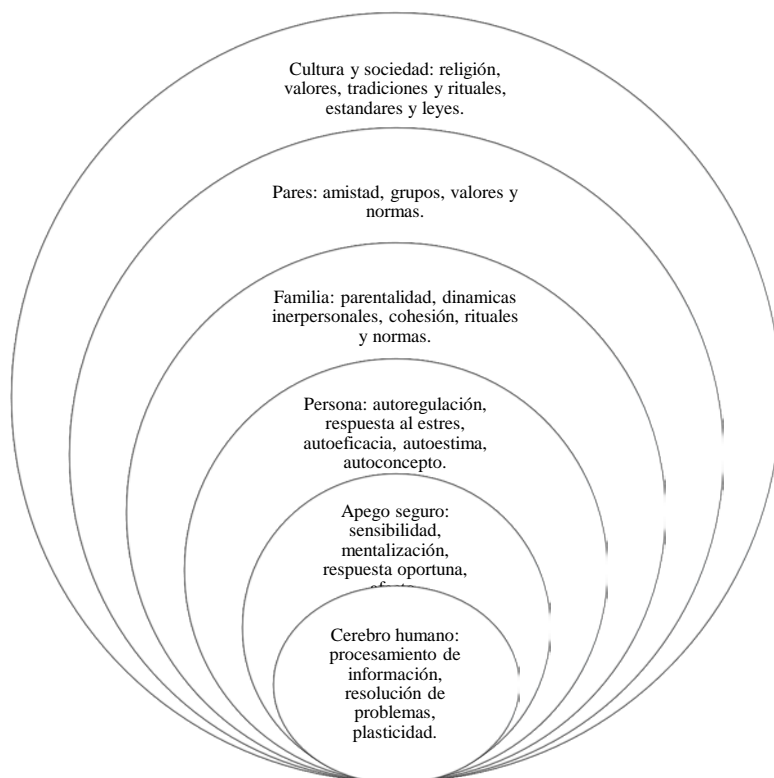 Cultura y sociedad: religión,
valores, tradiciones y rituales,
estandares y leyes.
Pares: amistad, grupos, valores y
normas.
Familia: parentalidad, dinamicas
inerpersonales, cohesión, rituales
y normas.
Persona: autoregulación,
respuesta al estres,
autoeficacia, autoestima,
autoconcepto.
Apego seguro:
sensibilidad,
mentalización,
respuesta oportuna,
Cerebro humano:
procesamiento de
información,
resolución de
problemas,
plasticidad.